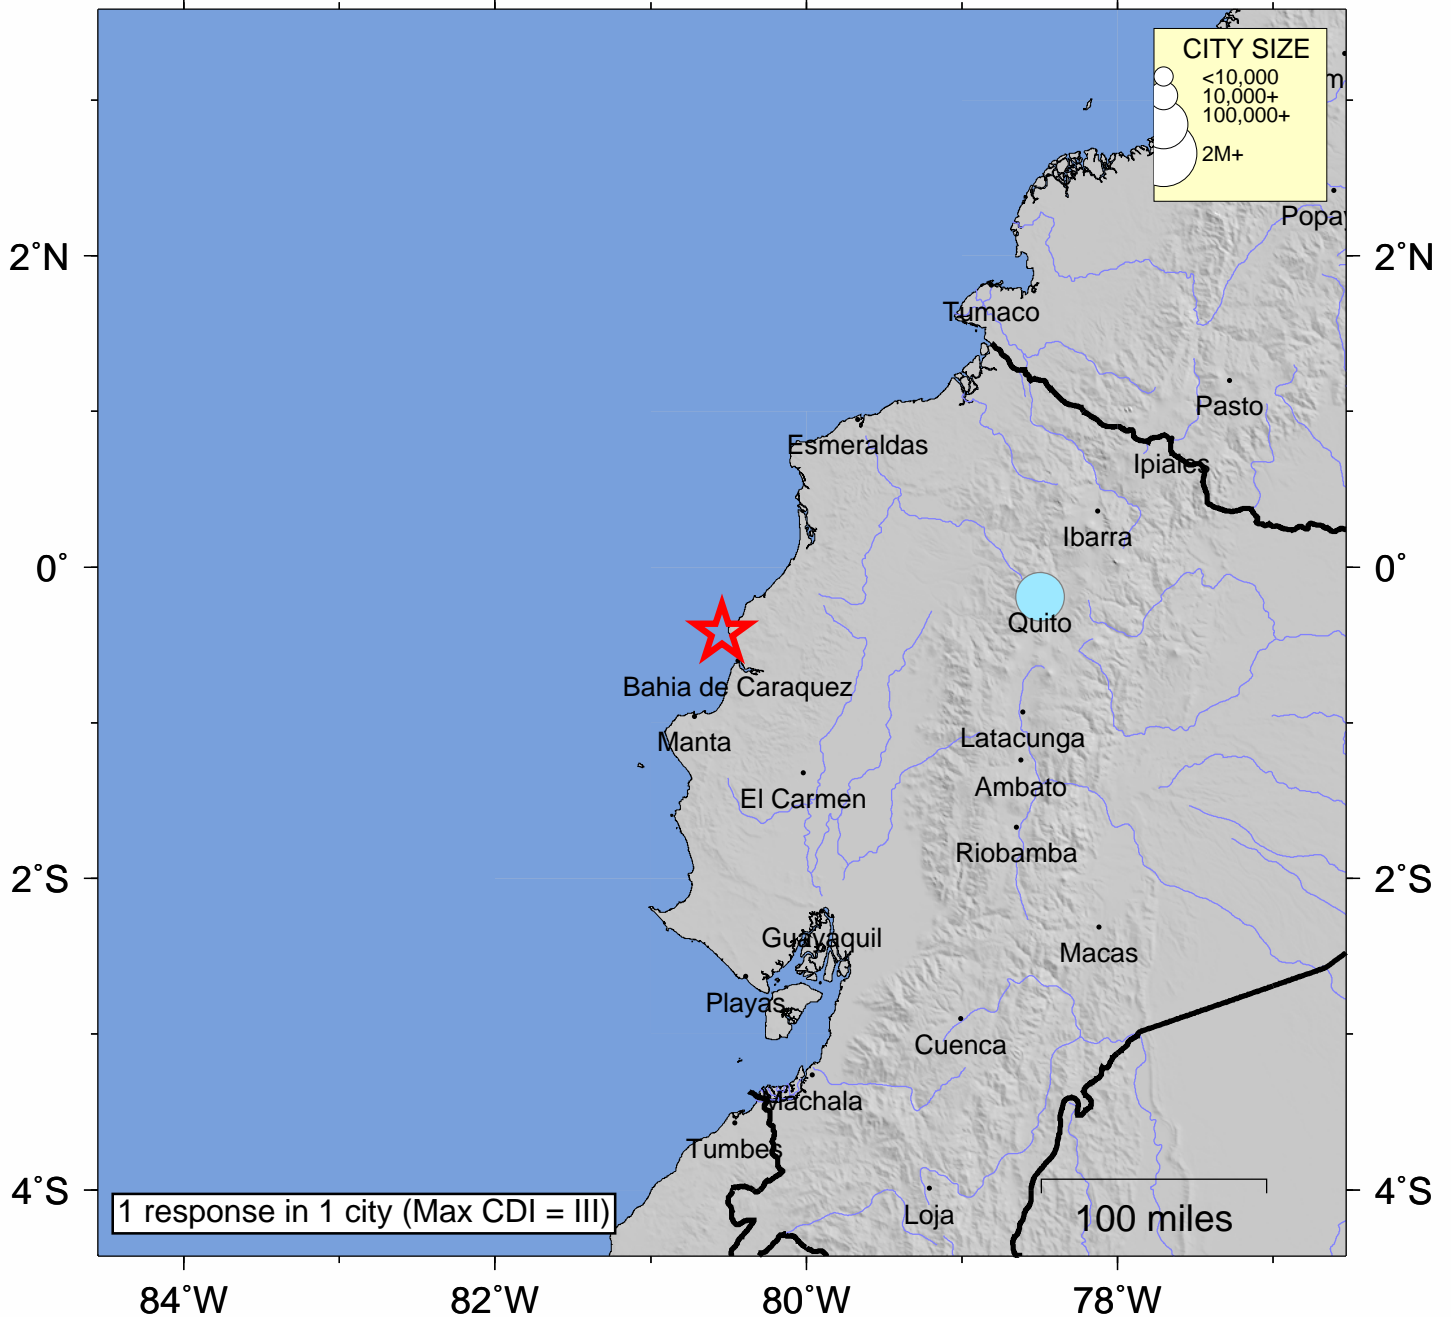 CITY SIZE
<10,000
10,000+
100,000+
2M+
m
Popay
2˚N
2˚N
Tumaco
Pasto
Esmeraldas
Ipiales
Ibarra
0˚
0˚
Quito
Bahia de Caraquez
Manta
Latacunga
Ambato
El Carmen
Riobamba
2˚S
2˚S
Guayaquil
Macas
Playas
Cuenca
Machala
Tumbes
4˚S
4˚S
1 response in 1 city (Max CDI = III)
Loja
100 miles
84˚W
82˚W
80˚W
78˚W